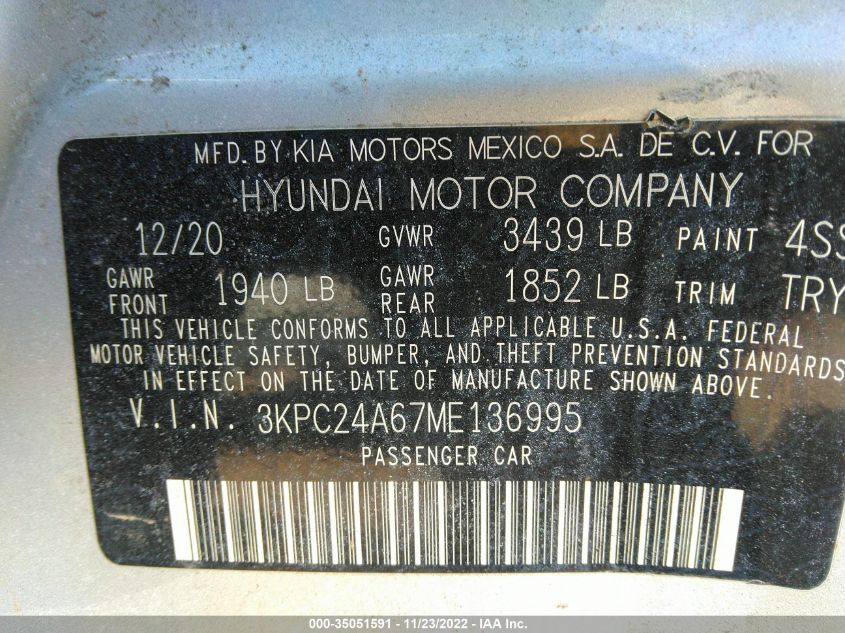 MFD. BY KIA MOTORS MEXICO S.A. DE C.V. FOR
HYUNDAI MOTOR COMPANY
12/20 GVWR 3439 LB PAINT 4SS
GAWR FRONT 1940 LB GAWR REAR 1852 LB TRIM TRY
THIS VEHICLE CONFORMS TO ALL APPLICABLE U.S.A. FEDERAL
MOTOR VEHICLE SAFETY, BUMPER, AND THEFT PREVENTION STANDARDS
IN EFFECT ON THE DATE OF MANUFACTURE SHOWN ABOVE.
V.I.N. 3KPC24A67ME136995
PASSENGER CAR
000-35051591 - 11/23/2022 - IAA Inc.